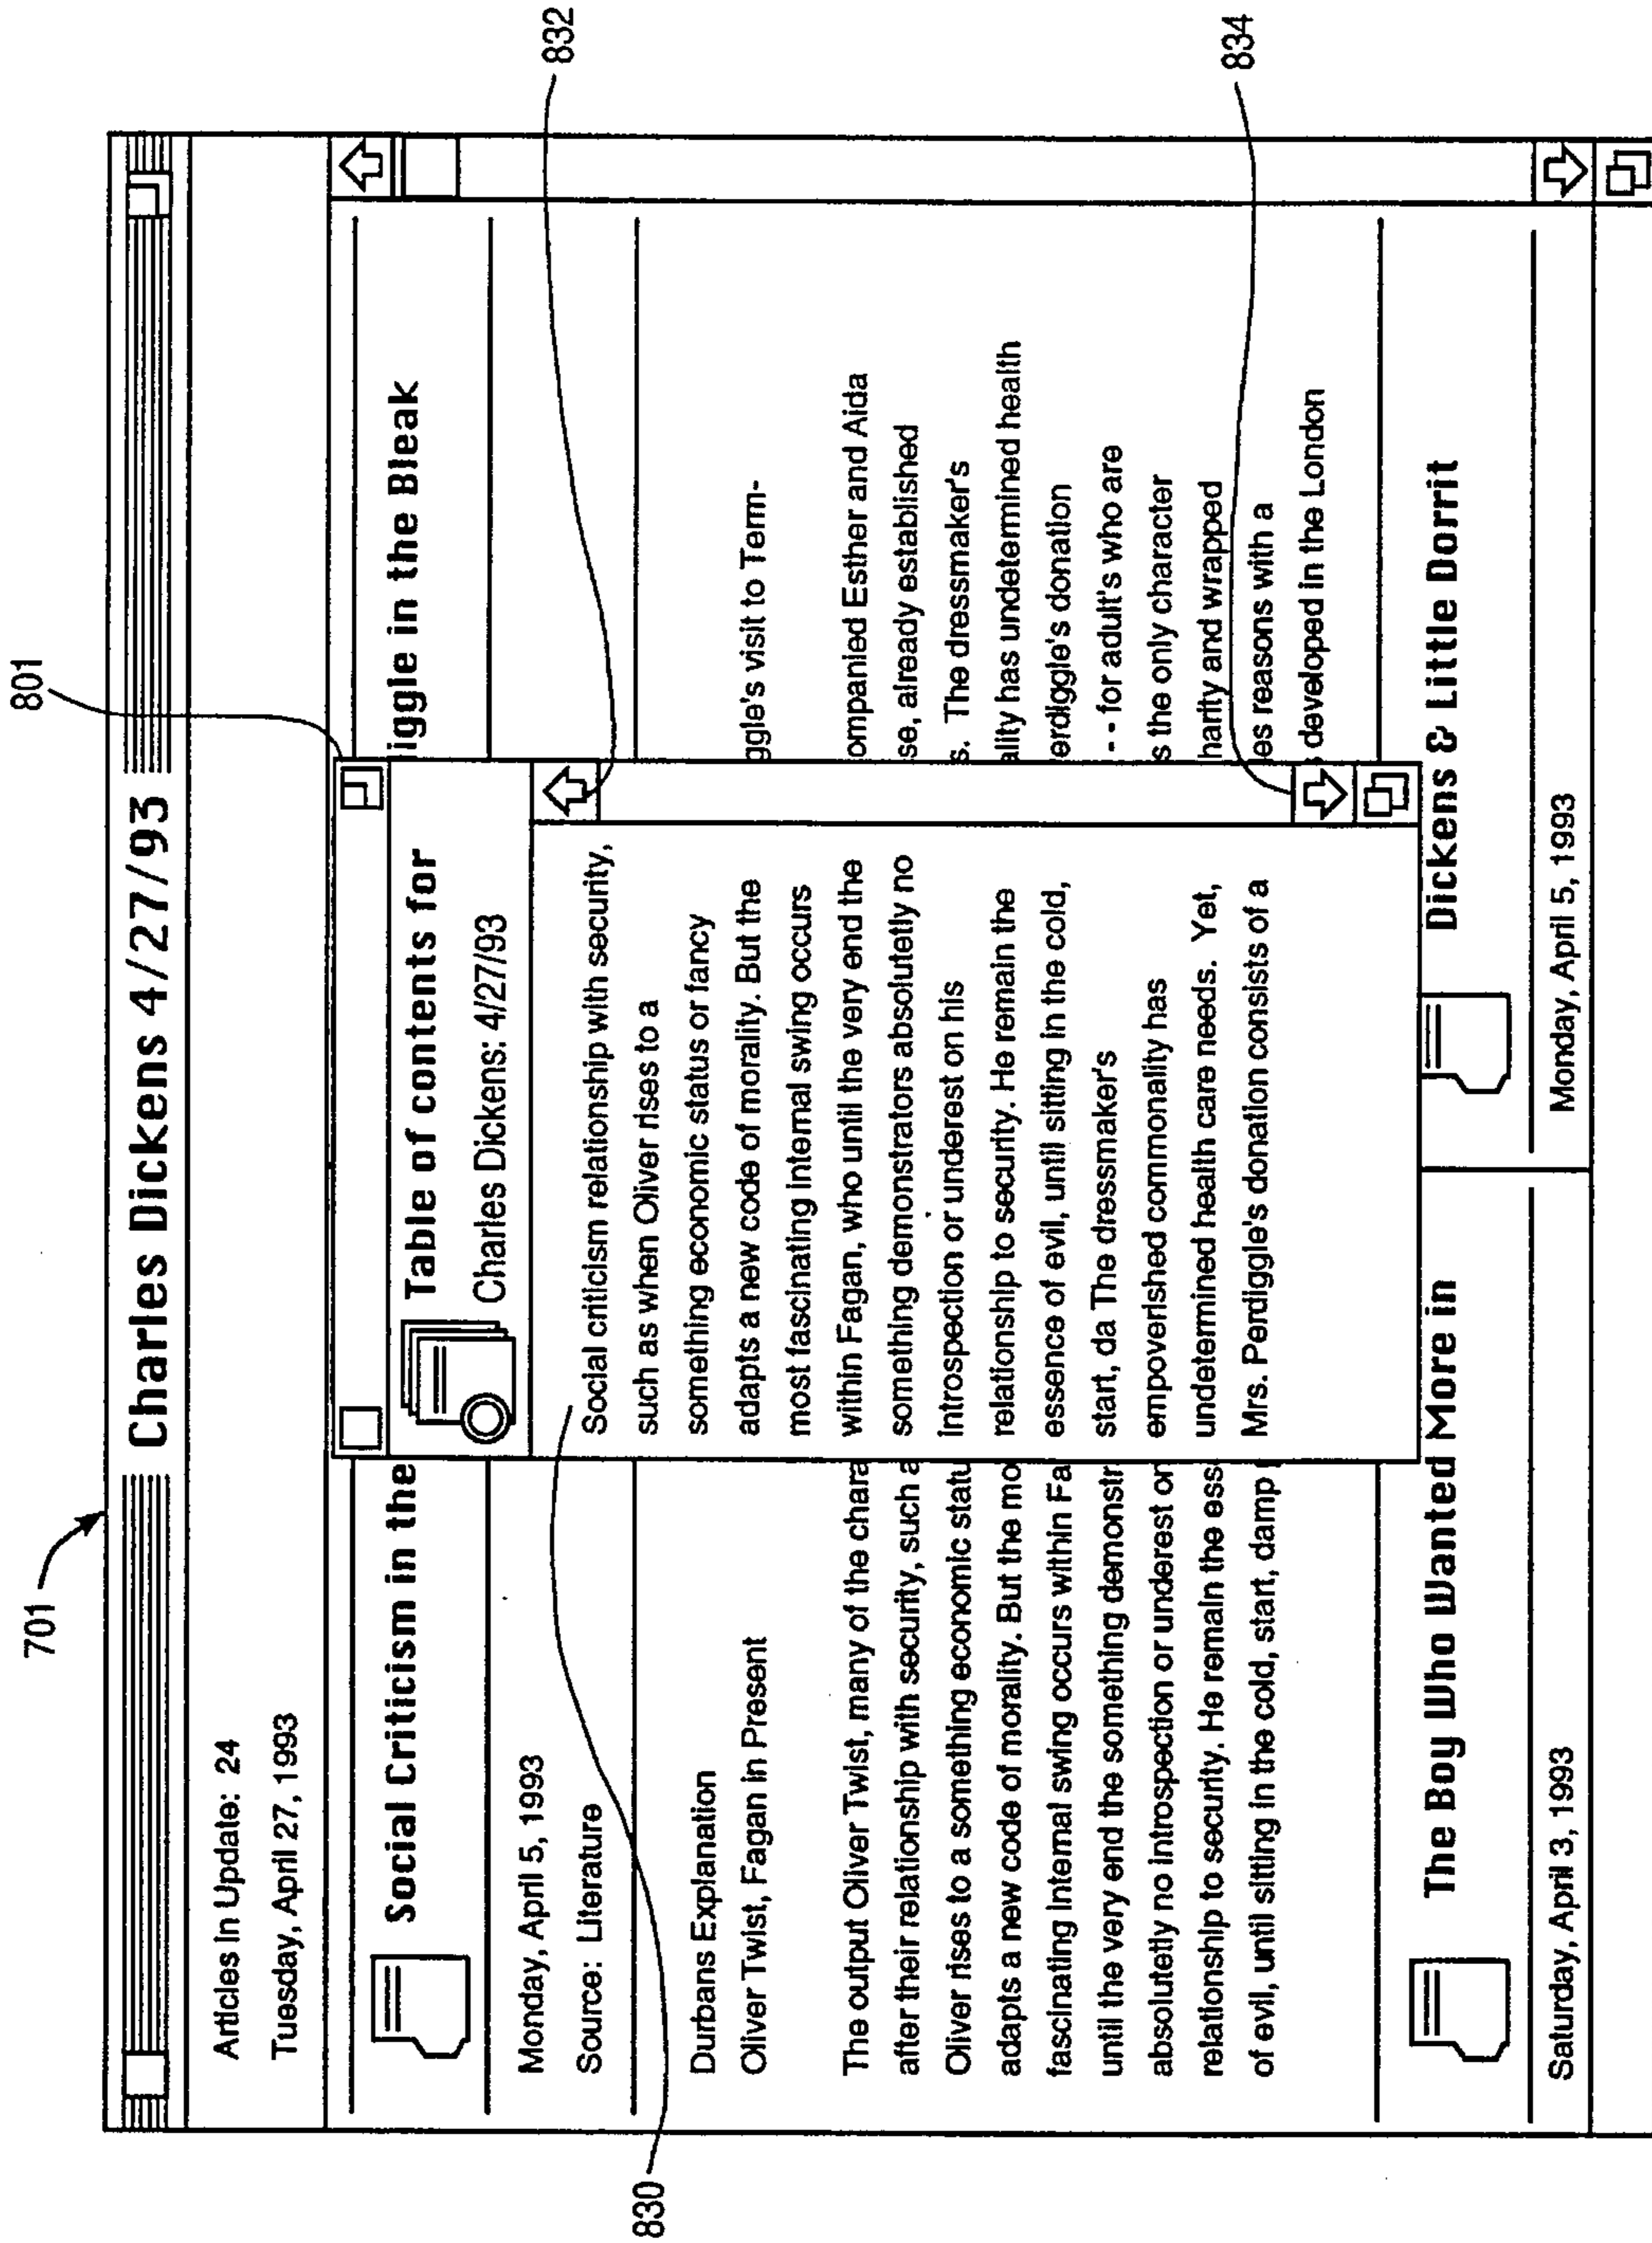 701
801
832
834
830
Charles Dickens 4/27/93
Articles in Update: 24
Tuesday, April 27, 1993
Social Criticism in the
Monday, April 5, 1993
Source: Literature
Durbans Explanation
Oliver Twist, Fagan in Present
The output Oliver Twist, many of the chara
after their relationship with security, such a
Oliver rises to a something economic statu
adapts a new code of morality. But the mo
fascinating internal swing occurs within Fa
until the very end the something demonstr
absolutetly no introspection or underest on
relationship to security. He remain the ess
of evil, until sitting in the cold, start, damp
Table of contents for
Charles Dickens: 4/27/93
Social criticism relationship with security,
such as when Oliver rises to a
something economic status or fancy
adapts a new code of morality. But the
most fascinating internal swing occurs
within Fagan, who until the very end the
something demonstrators absolutetly no
introspection or underest on his
relationship to security. He remain the
essence of evil, until sitting in the cold,
start, da The dressmaker's
empoverished commonality has
undetermined health care needs. Yet,
Mrs. Perdiggle's donation consists of a
iggle in the Bleak
ggle's visit to Term-
ompanied Esther and Aida
se, already established
s. The dressmaker's
ality has undetermined health
erdiggle's donation
- - for adult's who are
s the only character
harity and wrapped
es reasons with a
developed in the London
The Boy Who Wanted More in
Saturday, April 3, 1993
Dickens & Little Dorrit
Monday, April 5, 1993